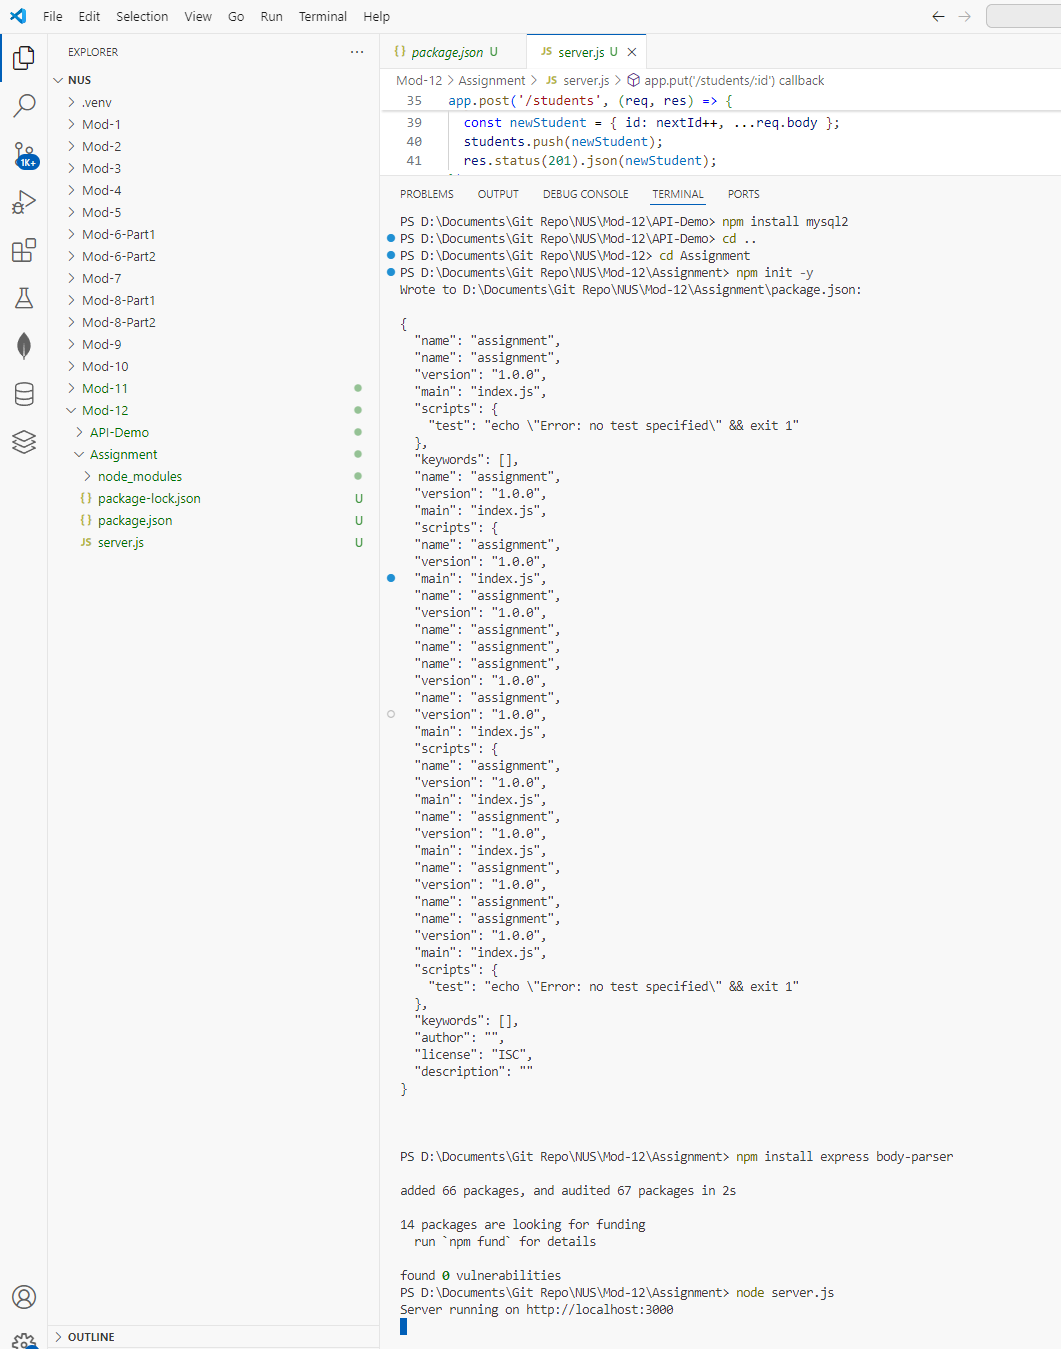 File Edit Selection View Go Run Terminal Help
EXPLORER
NUS
.venv
Mod-1
Mod-2
Mod-3
Mod-4
Mod-5
Mod-6-Part1
Mod-6-Part2
Mod-7
Mod-8-Part1
Mod-8-Part2
Mod-9
Mod-10
Mod-11
Mod-12
API-Demo
Assignment
node_modules
package-lock.json U
package.json U
server.js U
OUTLINE
1K+
package.json U JS server.js U
Mod-12 > Assignment > JS server.js > app.put('/students/:id') callback
35 app.post('/students', (req, res) => {
39 const newStudent = { id: nextId++, ...req.body };
40 students.push(newStudent);
41 res.status(201).json(newStudent);
PROBLEMS OUTPUT DEBUG CONSOLE TERMINAL PORTS
PS D:\Documents\Git Repo\NUS\Mod-12\API-Demo> npm install mysql2
PS D:\Documents\Git Repo\NUS\Mod-12\API-Demo> cd ..
PS D:\Documents\Git Repo\NUS\Mod-12> cd Assignment
PS D:\Documents\Git Repo\NUS\Mod-12\Assignment> npm init -y
Wrote to D:\Documents\Git Repo\NUS\Mod-12\Assignment\package.json:
{
"name": "assignment",
"name": "assignment",
"version": "1.0.0",
"main": "index.js",
"scripts": {
"test": "echo \"Error: no test specified\" && exit 1"
},
"keywords": [],
"name": "assignment",
"version": "1.0.0",
"main": "index.js",
"scripts": {
"name": "assignment",
"version": "1.0.0",
"main": "index.js",
"name": "assignment",
"version": "1.0.0",
"name": "assignment",
"name": "assignment",
"name": "assignment",
"version": "1.0.0",
"name": "assignment",
"version": "1.0.0",
"main": "index.js",
"scripts": {
"name": "assignment",
"version": "1.0.0",
"main": "index.js",
"name": "assignment",
"version": "1.0.0",
"main": "index.js",
"name": "assignment",
"version": "1.0.0",
"name": "assignment",
"name": "assignment",
"version": "1.0.0",
"main": "index.js",
"scripts": {
"test": "echo \"Error: no test specified\" && exit 1"
},
"keywords": [],
"author": "",
"license": "ISC",
"description": ""
}
PS D:\Documents\Git Repo\NUS\Mod-12\Assignment> npm install express body-parser
added 66 packages, and audited 67 packages in 2s
14 packages are looking for funding
run `npm fund` for details
found 0 vulnerabilities
PS D:\Documents\Git Repo\NUS\Mod-12\Assignment> node server.js
Server running on http://localhost:3000